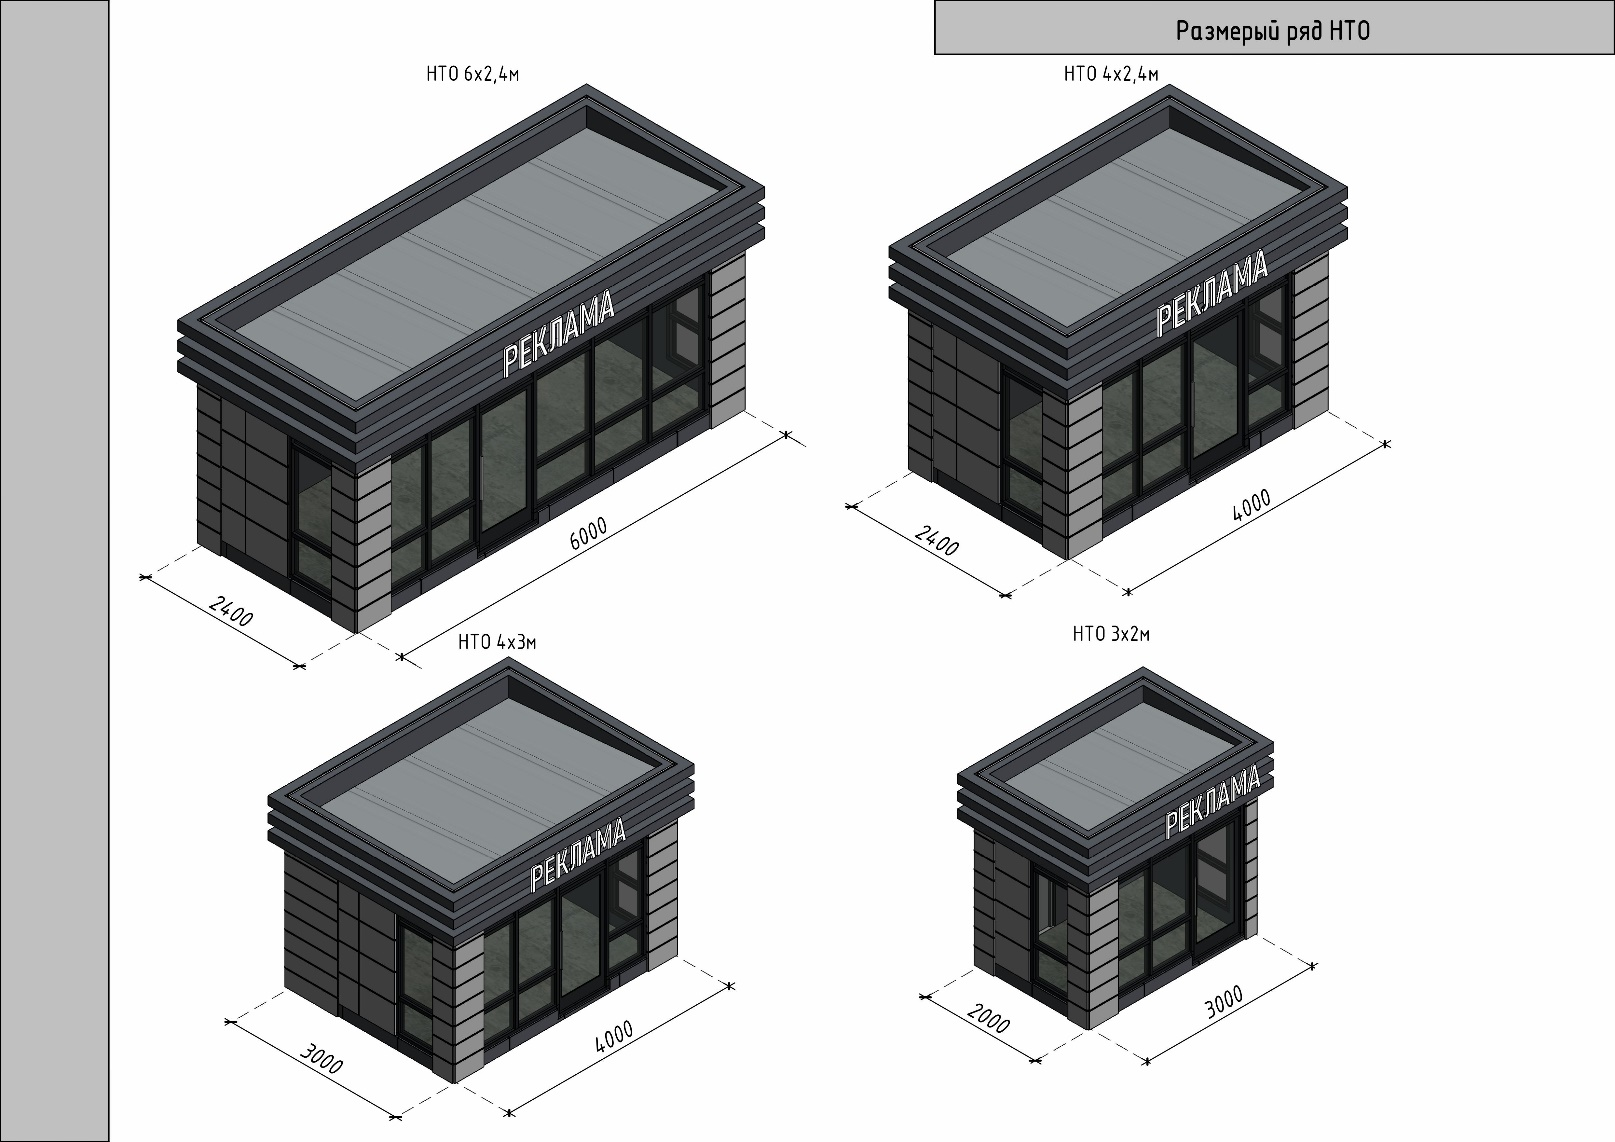 Размерый ряд НТО
НТО 6х2,4м
РЕКЛАМА
6000
2400
НТО 4х2,4м
РЕКЛАМА
4000
2400
НТО 4х3м
РЕКЛАМА
4000
3000
НТО 3х2м
РЕКЛАМА
3000
2000